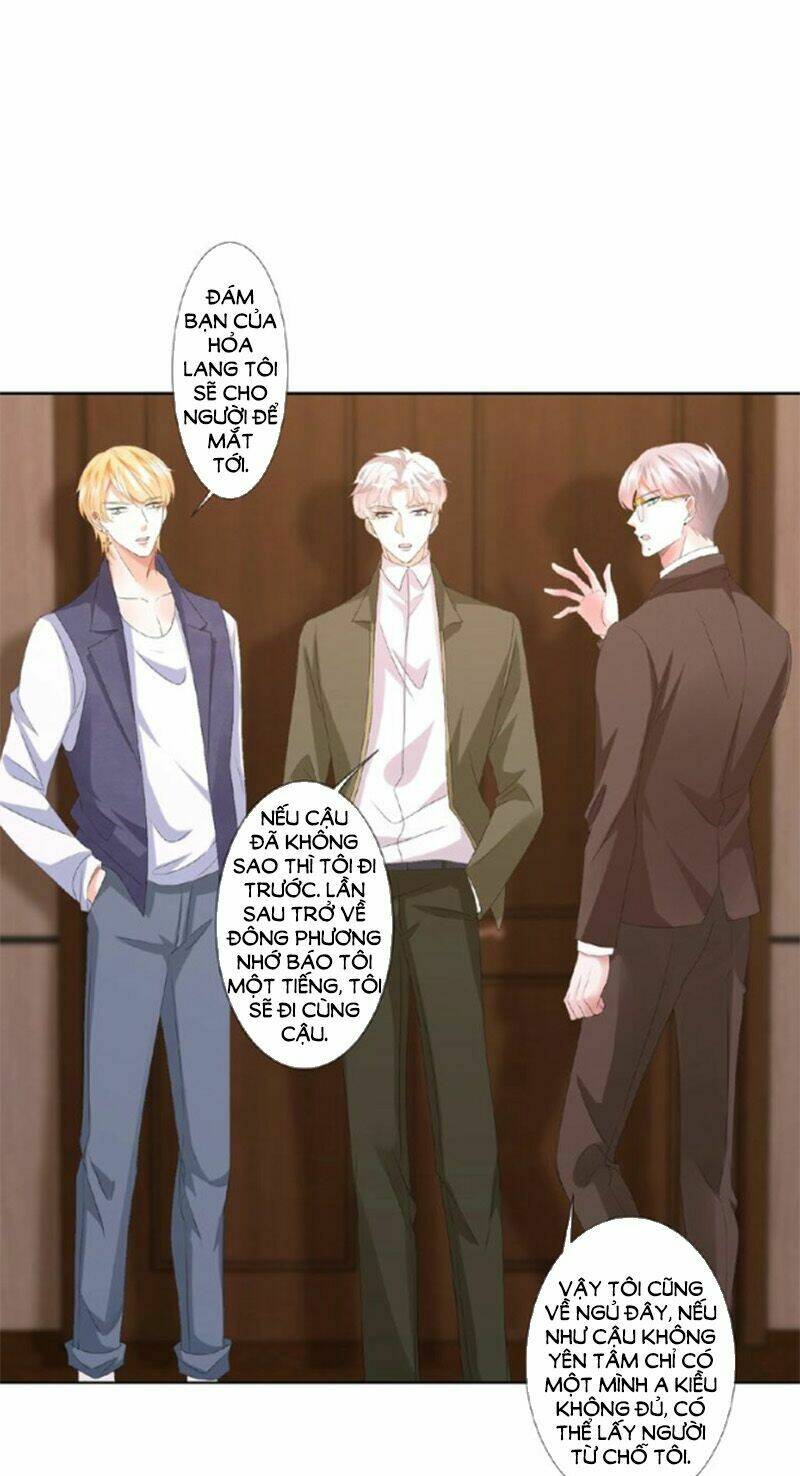 ĐÁM
BẠN CỦA
HỎA
LANG TÔI
SẼ CHO
NGƯỜI ĐỂ
MẮT
TỚI.
NẾU CẬU
ĐÃ KHÔNG
SAO THÌ TÔI ĐI
TRƯỚC. LẦN
SAU TRỞ VỀ
ĐÔNG PHƯƠNG
NHỚ BÁO TÔI
MỘT TIẾNG, TÔI
SẼ ĐI CÙNG
CẬU.
VẬY TÔI CŨNG
VỀ NGỦ ĐÂY, NẾU
NHƯ CẬU KHÔNG
YÊN TÂM CHỈ CÓ
MỘT MÌNH A KIỀU
KHÔNG ĐỦ, CÓ
THỂ LẤY NGƯỜI
TỪ CHỖ TÔI.